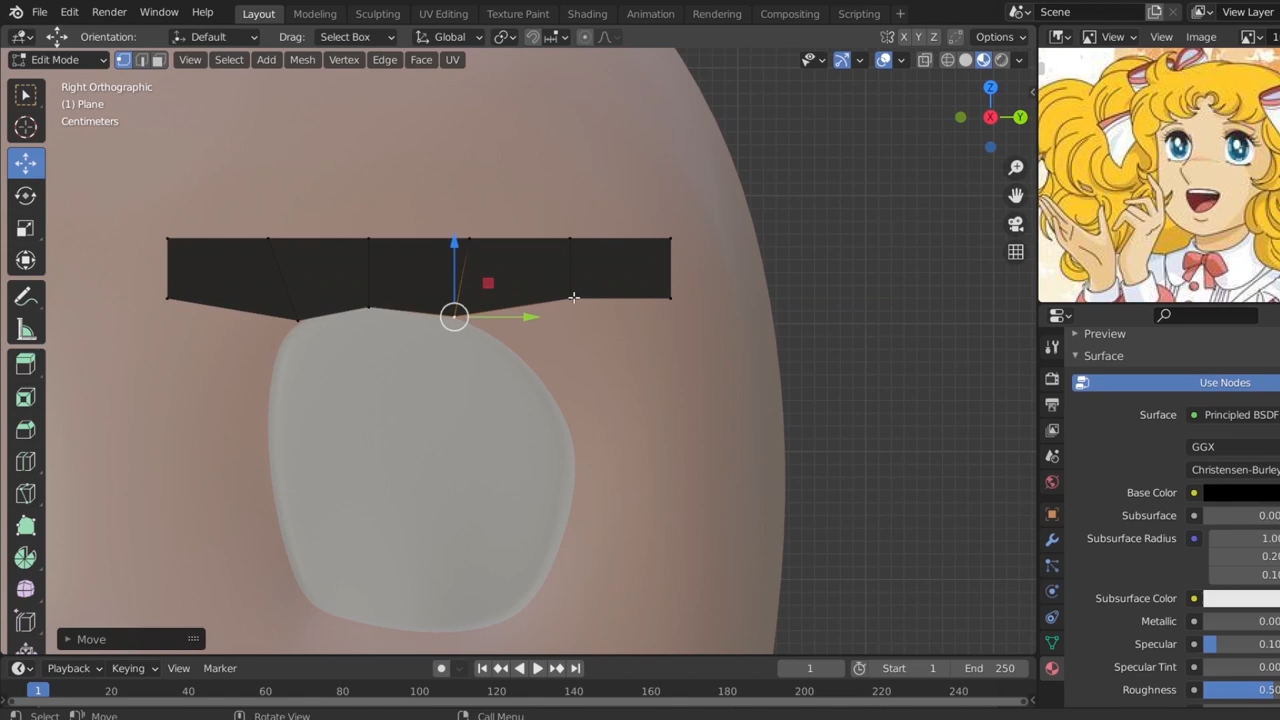 File Edit Render Window Help Layout Modeling Sculpting UV Editing Texture Paint Shading Animation Rendering Compositing Scripting Scene View Layer
Orientation: Default Drag: Select Box Global X Y Z Options View View Image
Edit Mode View Select Add Mesh Vertex Edge Face UV
Right Orthographic
(1) Plane
Centimeters
Z
X
Y
Preview
Surface
Use Nodes
Surface Principled BSDF
GGX
Christensen-Burley
Base Color
Subsurface 0.00
Subsurface Radius 1.00
0.20
0.10
Subsurface Color
Metallic 0.00
Specular 0.10
Specular Tint 0.00
Roughness 0.50
Move
Playback Keying View Marker 1 Start 1 End 250
1 20 40 60 80 100 120 140 160 180 200 220 240
Select Move Rotate View Call Menu